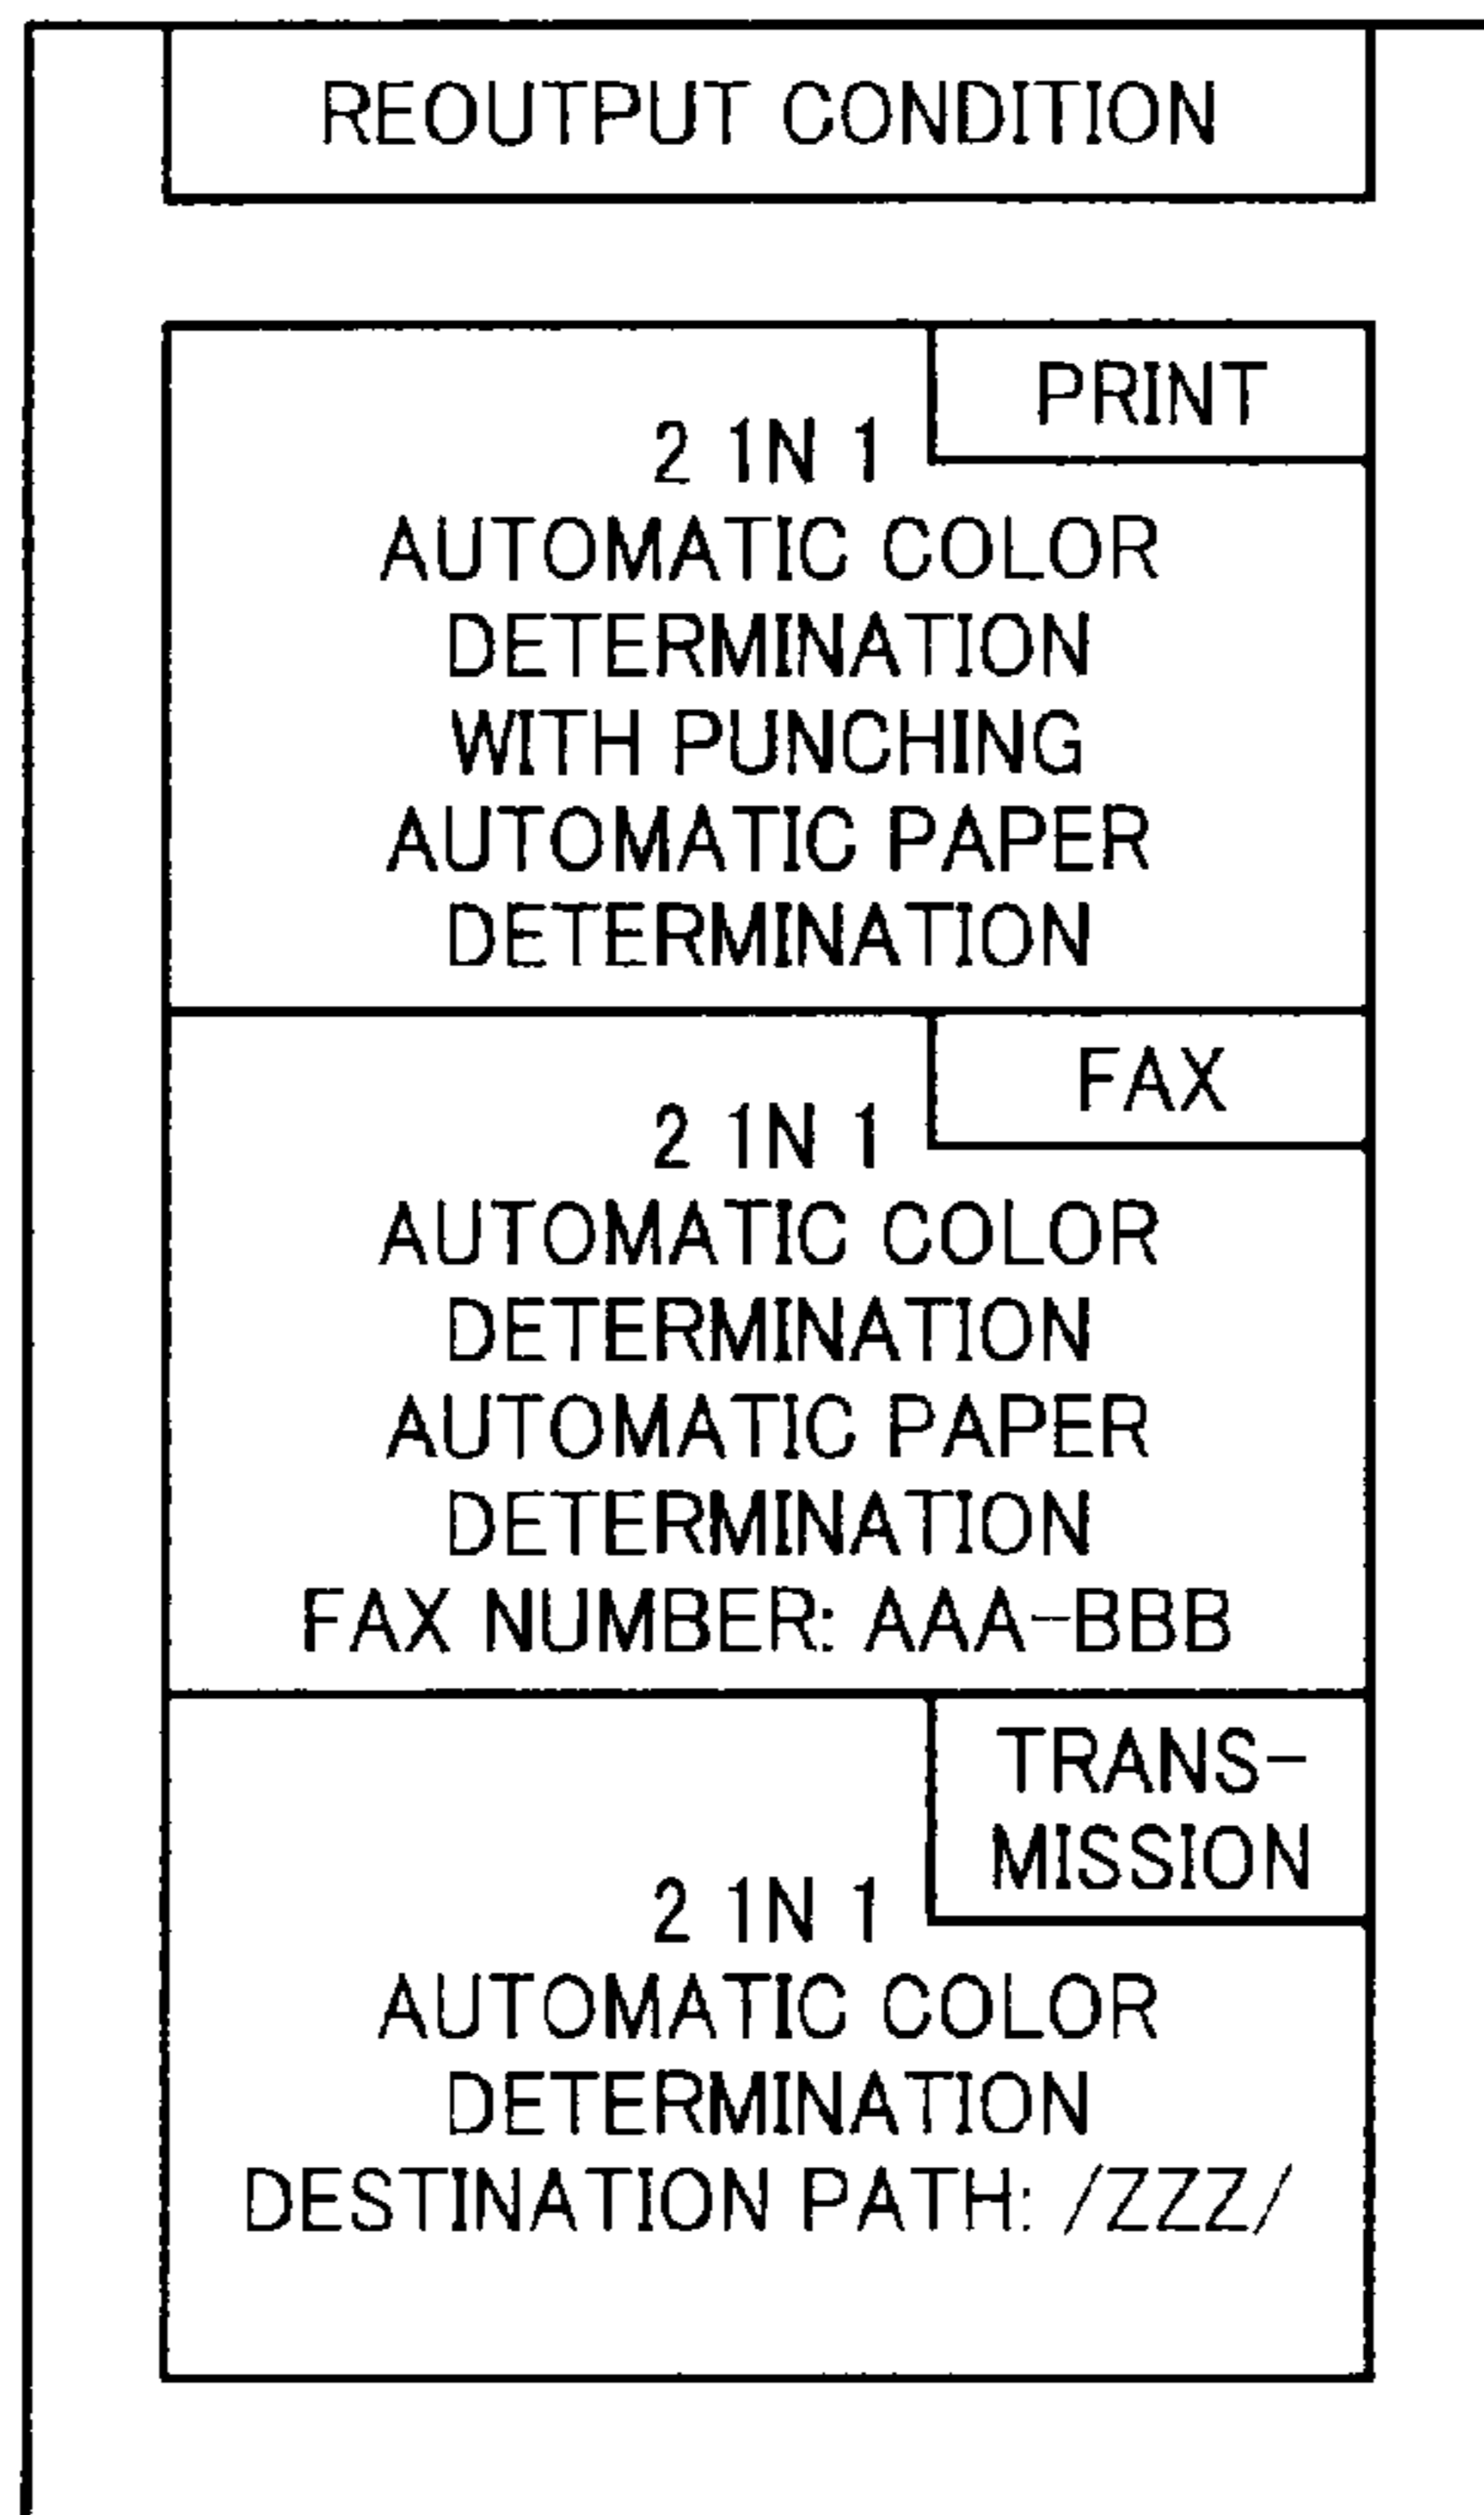 REOUTPUT CONDITION
PRINT
2 1N 1
AUTOMATIC COLOR
DETERMINATION
WITH PUNCHING
AUTOMATIC PAPER
DETERMINATION
FAX
2 1N 1
AUTOMATIC COLOR
DETERMINATION
AUTOMATIC PAPER
DETERMINATION
FAX NUMBER: AAA-BBB
TRANS-
MISSION
2 1N 1
AUTOMATIC COLOR
DETERMINATION
DESTINATION PATH: /ZZZ/